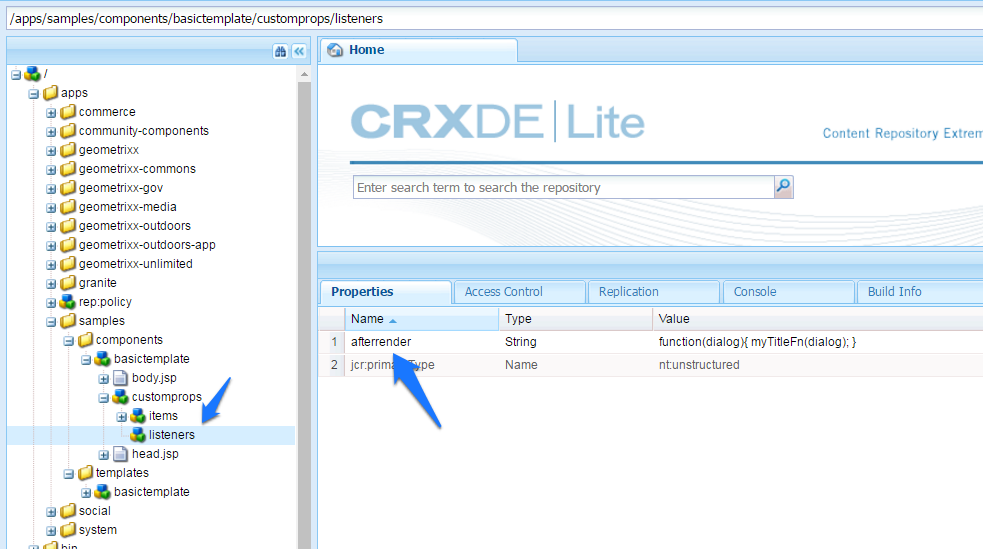 /apps/samples/components/basictemplate/customprops/listeners
/
apps
commerce
community-components
geometrixx
geometrixx-commons
geometrixx-gov
geometrixx-media
geometrixx-outdoors
geometrixx-outdoors-app
geometrixx-unlimited
granite
rep:policy
samples
components
basictemplate
body.jsp
customprops
items
listeners
head.jsp
templates
basictemplate
social
system
bin
Home
CRXDE Lite
Content Repository Extrem
Enter search term to search the repository
Properties Access Control Replication Console Build Info
Name Type Value
1 afterrender String function(dialog){ myTitleFn(dialog); }
2 Name nt:unstructured